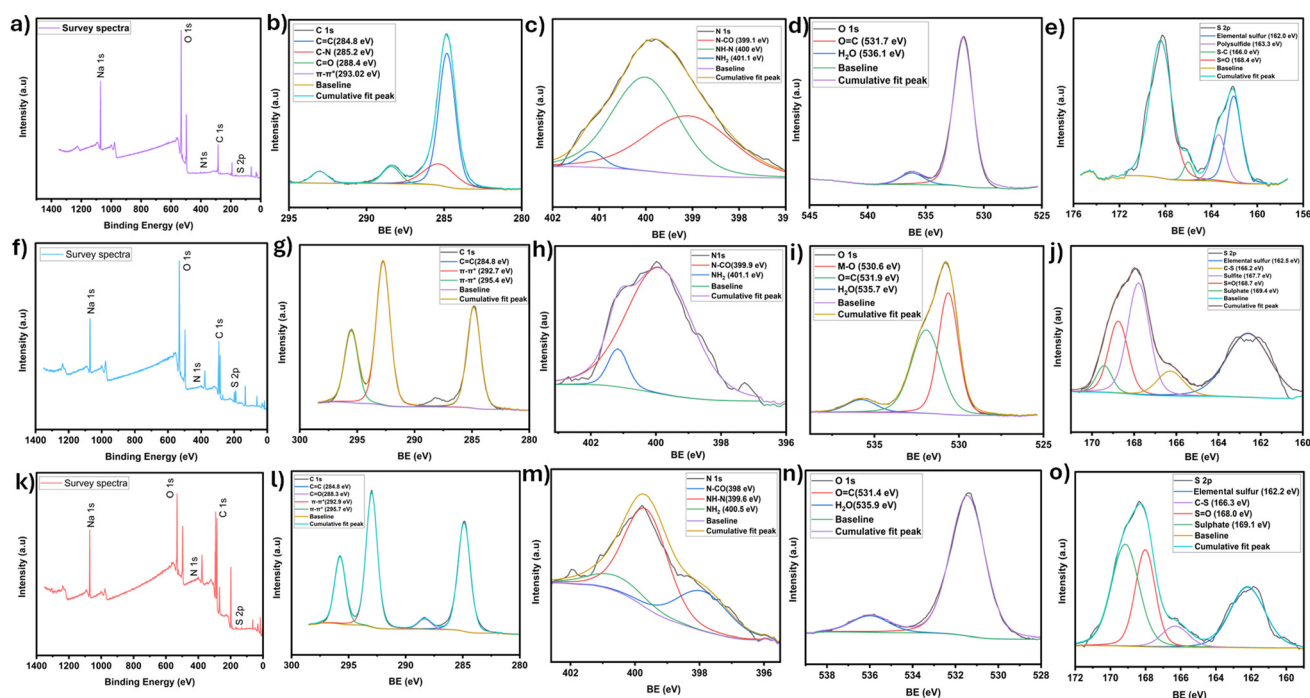 a)
Survey spectra
Na 1s
O 1s
N1s
C 1s
S 2p
Intensity (a.u)
1400 1200 1000 800 600 400 200 0
Binding Energy (eV)
b)
C 1s
C=C (284.8 eV)
C-N (285.2 eV)
C=O (288.4 eV)
π-π* (293.02 eV)
Baseline
Cumulative fit peak
Intensity (a.u)
295 290 285 280
BE (eV)
c)
N 1s
N-CO (399.1 eV)
NH-N (400 eV)
NH₂ (401.1 eV)
Baseline
Cumulative fit peak
Intensity (a.u)
402 401 400 399 39
BE (eV)
d)
O 1s
O=C (531.7 eV)
H₂O (536.1 eV)
Baseline
Cumulative fit peak
Intensity (a.u)
545 540 535 530 525
BE (eV)
e)
S 2p
Elemental sulfur (162.0 eV)
Polysulfide (163.3 eV)
S-C (166.0 eV)
S=O (168.4 eV)
Baseline
Cumulative fit peak
Intensity (a.u)
176 172 168 164 160 156
BE (eV)
f)
Survey spectra
Na 1s
O 1s
N 1s
C 1s
S 2p
Intensity (a.u)
1400 1200 1000 800 600 400 200 0
Binding Energy (eV)
g)
C 1s
C=C(284.8 eV)
π-π* (292.7 eV)
π-π* (295.4 eV)
Baseline
Cumulative fit peak
Intensity (a.u)
300 295 290 285 280
BE (eV)
h)
N1s
N-CO(399.9 eV)
NH₂ (401.1 eV)
Baseline
Cumulative fit peak
Intensity (a.u)
402 400 398 396
BE (eV)
i)
O 1s
M-O (530.6 eV)
O=C(531.9 eV)
H₂O(535.7 eV)
Baseline
Cumulative fit peak
Intensity (a.u)
535 530 525
BE (eV)
j)
S 2p
Elemental sulfur (162.5 eV)
C-S (166.2 eV)
Sulfite (167.7 eV)
S=O(168.7 eV)
Sulphate (169.4 eV)
Baseline
Cumulative fit peak
Intensity (a.u)
170 168 166 164 162 160
BE (eV)
k)
Survey spectra
Na 1s
O 1s
N 1s
C 1s
S 2p
Intensity (a.u)
1400 1200 1000 800 600 400 200 0
Binding Energy (eV)
l)
C 1s
C=C (284.8 eV)
C=O(288.3 eV)
π-π*(292.9 eV)
π-π* (295.7 eV)
Baseline
Cumulative fit peak
Intensity (a.u)
300 295 290 285 280
BE (eV)
m)
N 1s
N-CO(398 eV)
NH-N(399.6 eV)
NH₂ (400.5 eV)
Baseline
Cumulative fit peak
Intensity (a.u)
402 400 398 396
BE (eV)
n)
O 1s
O=C(531.4 eV)
H₂O(535.9 eV)
Baseline
Cumulative fit peak
Intensity (a.u)
538 536 534 532 530 528
BE (eV)
o)
S 2p
Elemental sulfur (162.2 eV)
C-S (166.3 eV)
S=O (168.0 eV)
Sulphate (169.1 eV)
Baseline
Cumulative fit peak
Intensity (a.u)
172 170 168 166 164 162 160
BE (eV)